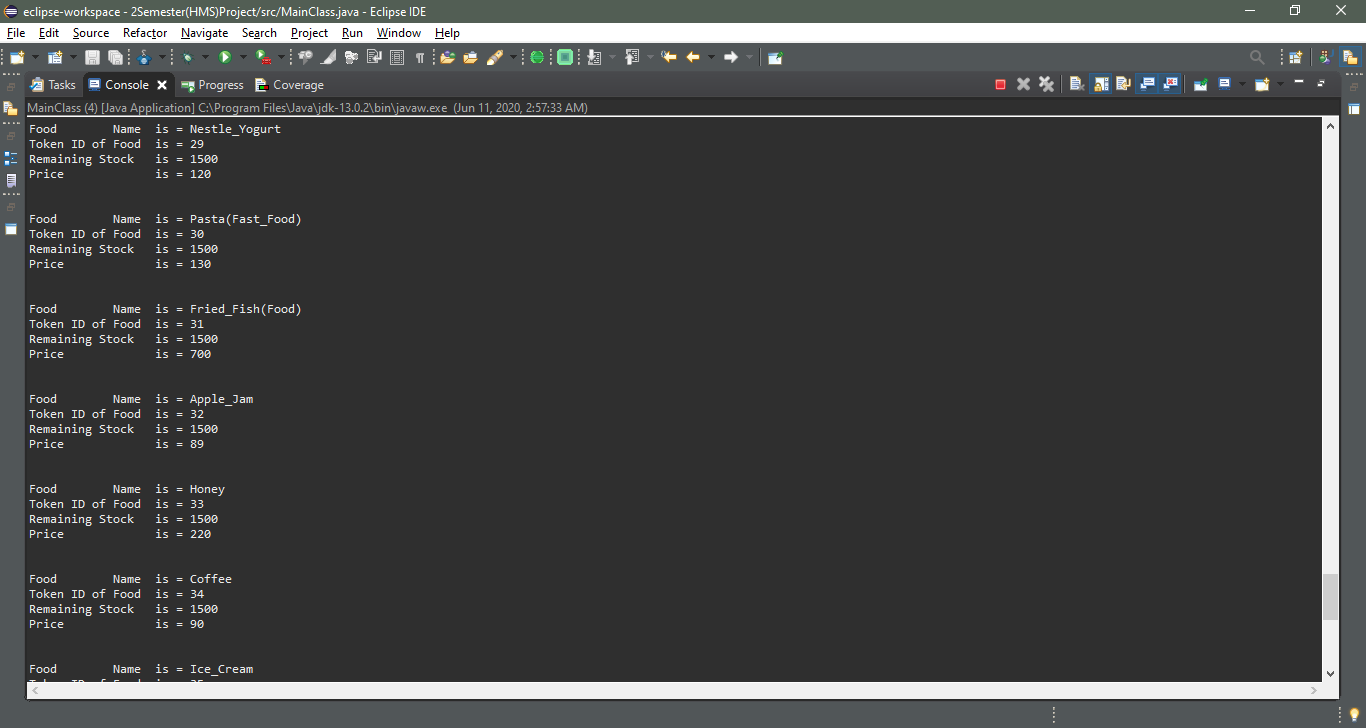 eclipse-workspace - 2Semester(HMS)Project/src/MainClass.java - Eclipse IDE
File Edit Source Refactor Navigate Search Project Run Window Help
Tasks Console Progress Coverage
MainClass (4) [Java Application] C:\Program Files\Java\jdk-13.0.2\bin\javaw.exe (Jun 11, 2020, 2:57:33 AM)
Food        Name  is = Nestle_Yogurt
Token ID of Food  is = 29
Remaining Stock   is = 1500
Price             is = 120
Food        Name  is = Pasta(Fast_Food)
Token ID of Food  is = 30
Remaining Stock   is = 1500
Price             is = 130
Food        Name  is = Fried_Fish(Food)
Token ID of Food  is = 31
Remaining Stock   is = 1500
Price             is = 700
Food        Name  is = Apple_Jam
Token ID of Food  is = 32
Remaining Stock   is = 1500
Price             is = 89
Food        Name  is = Honey
Token ID of Food  is = 33
Remaining Stock   is = 1500
Price             is = 220
Food        Name  is = Coffee
Token ID of Food  is = 34
Remaining Stock   is = 1500
Price             is = 90
Food        Name  is = Ice_Cream